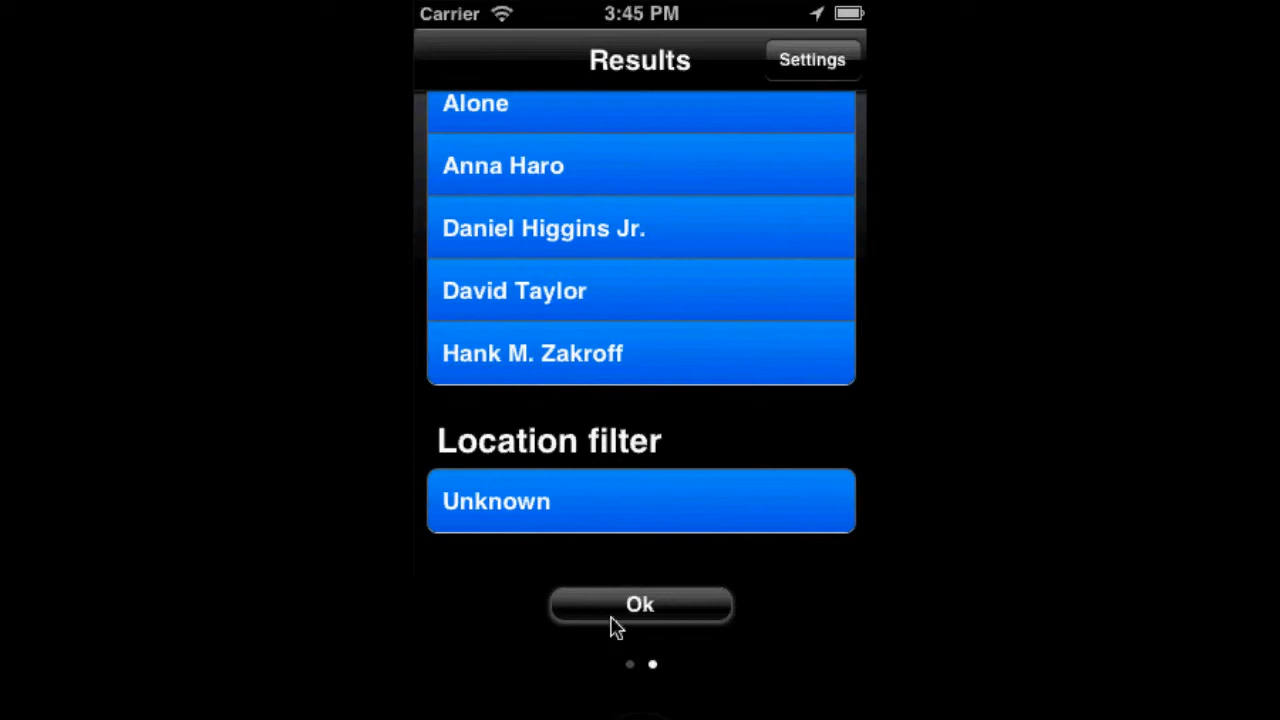 Carrier 3:45 PM
Results Settings
Alone
Anna Haro
Daniel Higgins Jr.
David Taylor
Hank M. Zakroff
Location filter
Unknown
Ok